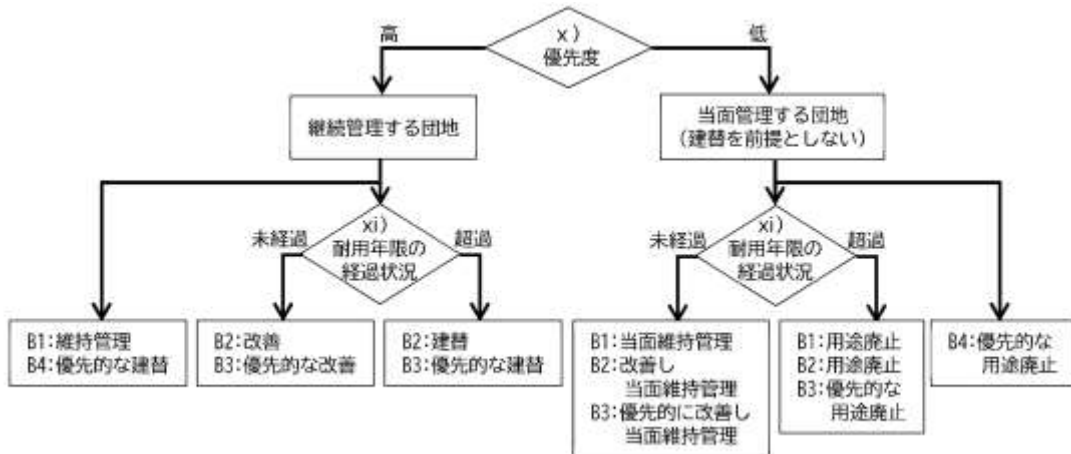 x)
優先度
高
低
継続管理する団地
当面管理する団地
(建替を前提としない)
xi)
耐用年限の
経過状況
未経過
超過
xi)
耐用年限の
経過状況
未経過
超過
B1:維持管理
B4:優先的な建替
B2:改善
B3:優先的な改善
B2:建替
B3:優先的な建替
B1:当面維持管理
B2:改善し
当面維持管理
B3:優先的に改善し
当面維持管理
B1:用途廃止
B2:用途廃止
B3:優先的な
用途廃止
B4:優先的な
用途廃止